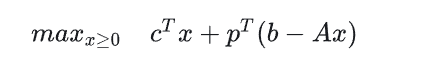 max_{x≥0} c^T x + p^T (b − Ax)